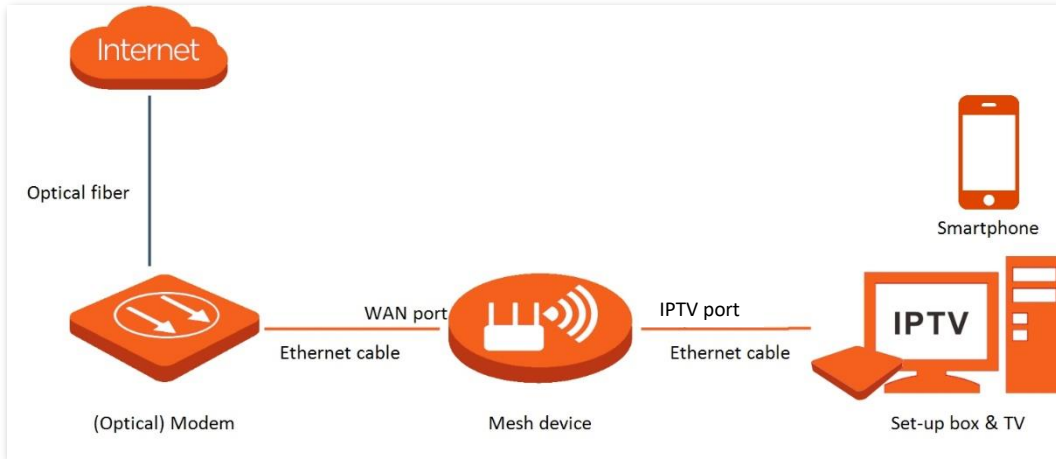 Internet
Optical fiber
Smartphone
WAN port
IPTV port
IPTV
Ethernet cable
Ethernet cable
(Optical) Modem
Mesh device
Set-up box & TV